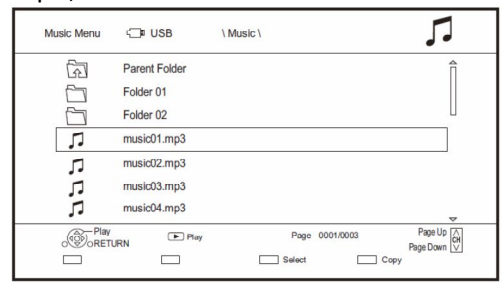 Music Menu USB \ Music \
Parent Folder
Folder 01
Folder 02
music01.mp3
music02.mp3
music03.mp3
music04.mp3
Play Play Page 0001/0003 Page Up
RETURN CH Page Down
Select Copy